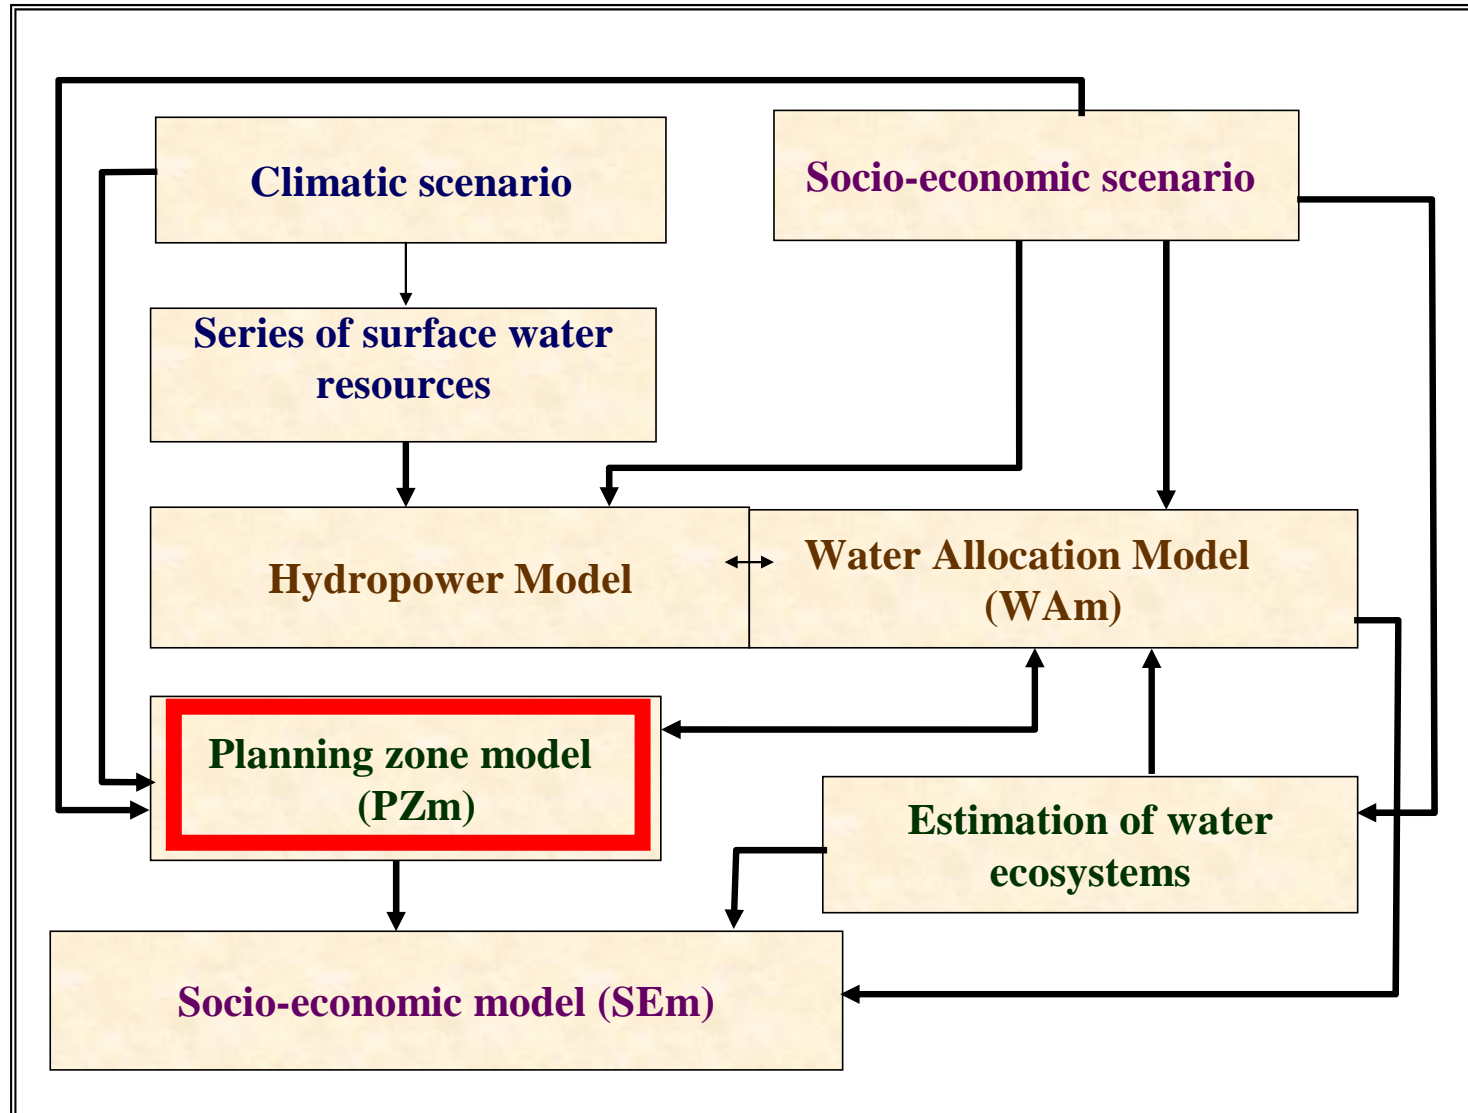 Climatic scenario
Socio-economic scenario
Series of surface water
resources
Hydropower Model
Water Allocation Model
(WAm)
Planning zone model
(PZm)
Estimation of water
ecosystems
Socio-economic model (SEm)